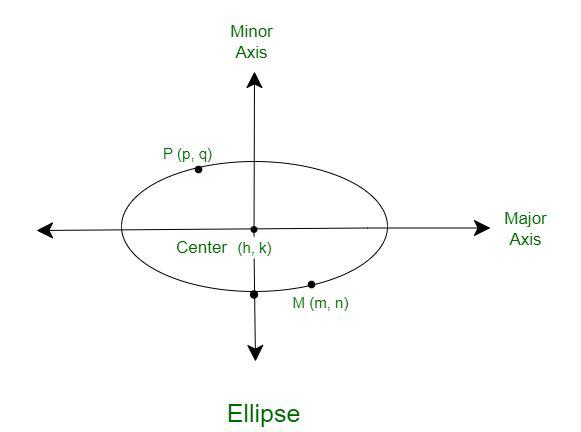 Minor
Axis
P (p, q)
Major
Axis
Center (h, k)
M (m, n)
Ellipse